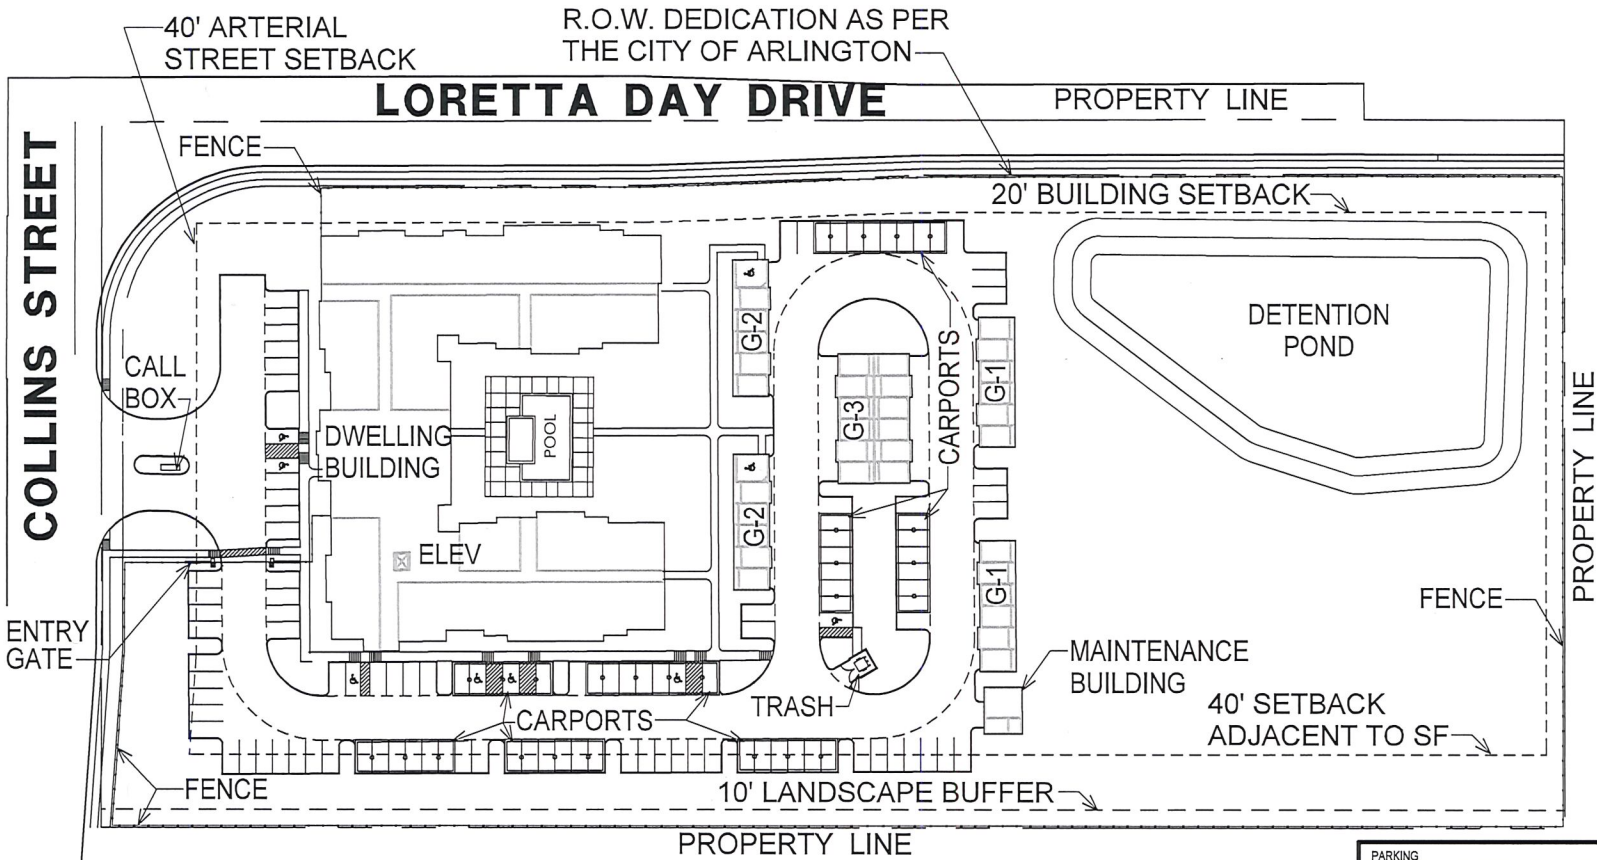 40' ARTERIAL
STREET SETBACK
R.O.W. DEDICATION AS PER
THE CITY OF ARLINGTON
LORETTA DAY DRIVE
PROPERTY LINE
COLLINS STREET
FENCE
20' BUILDING SETBACK
DETENTION
POND
CALL
BOX
DWELLING
BUILDING
POOL
G-2
G-3
CARPORTS
G-1
PROPERTY LINE
ELEV
G-2
G-1
FENCE
ENTRY
GATE
MAINTENANCE
BUILDING
TRASH
CARPORTS
40' SETBACK
ADJACENT TO SF
FENCE
10' LANDSCAPE BUFFER
PROPERTY LINE
PARKING